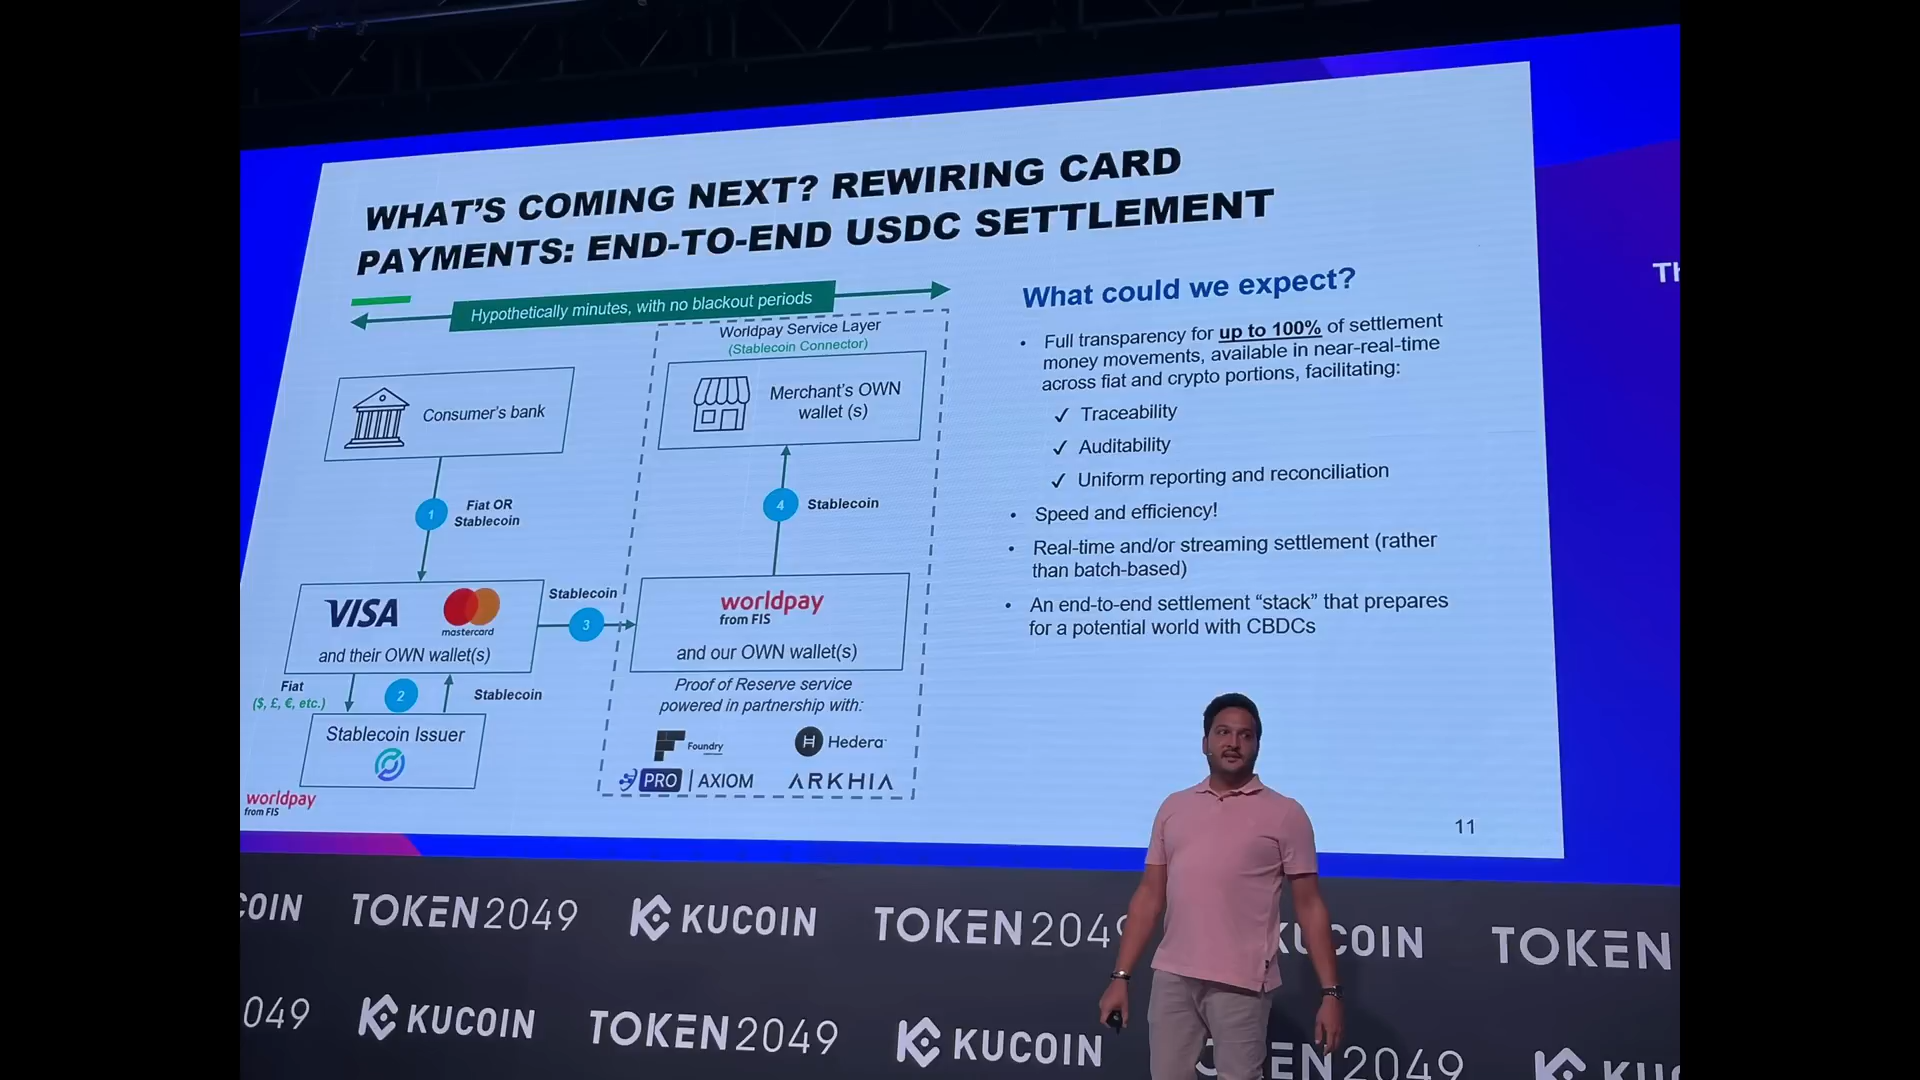 WHAT'S COMING NEXT? REWIRING CARD
PAYMENTS: END-TO-END USDC SETTLEMENT
Hypothetically minutes, with no blackout periods
Worldpay Service Layer
(Stablecoin Connector)
Consumer's bank
Merchant's OWN
wallet (s)
1
Fiat OR
Stablecoin
4
Stablecoin
VISA
mastercard
and their OWN wallet(s)
Stablecoin
3
worldpay
from FIS
and our OWN wallet(s)
Fiat
($, £, €, etc.)
2
Stablecoin
Stablecoin Issuer
Proof of Reserve service
powered in partnership with:
Foundry
H Hedera
PRO | AXIOM
ARKHIA
worldpay
from FIS
What could we expect?
• Full transparency for up to 100% of settlement
money movements, available in near-real-time
across fiat and crypto portions, facilitating:
✓ Traceability
✓ Auditability
✓ Uniform reporting and reconciliation
• Speed and efficiency!
• Real-time and/or streaming settlement (rather
than batch-based)
• An end-to-end settlement “stack” that prepares
for a potential world with CBDCs
11
Th
COIN TOKEN2049 KUCOIN TOKEN2049 KUCOIN TOKEN
049 KUCOIN TOKEN2049 KUCOIN TOKEN2049 KUC